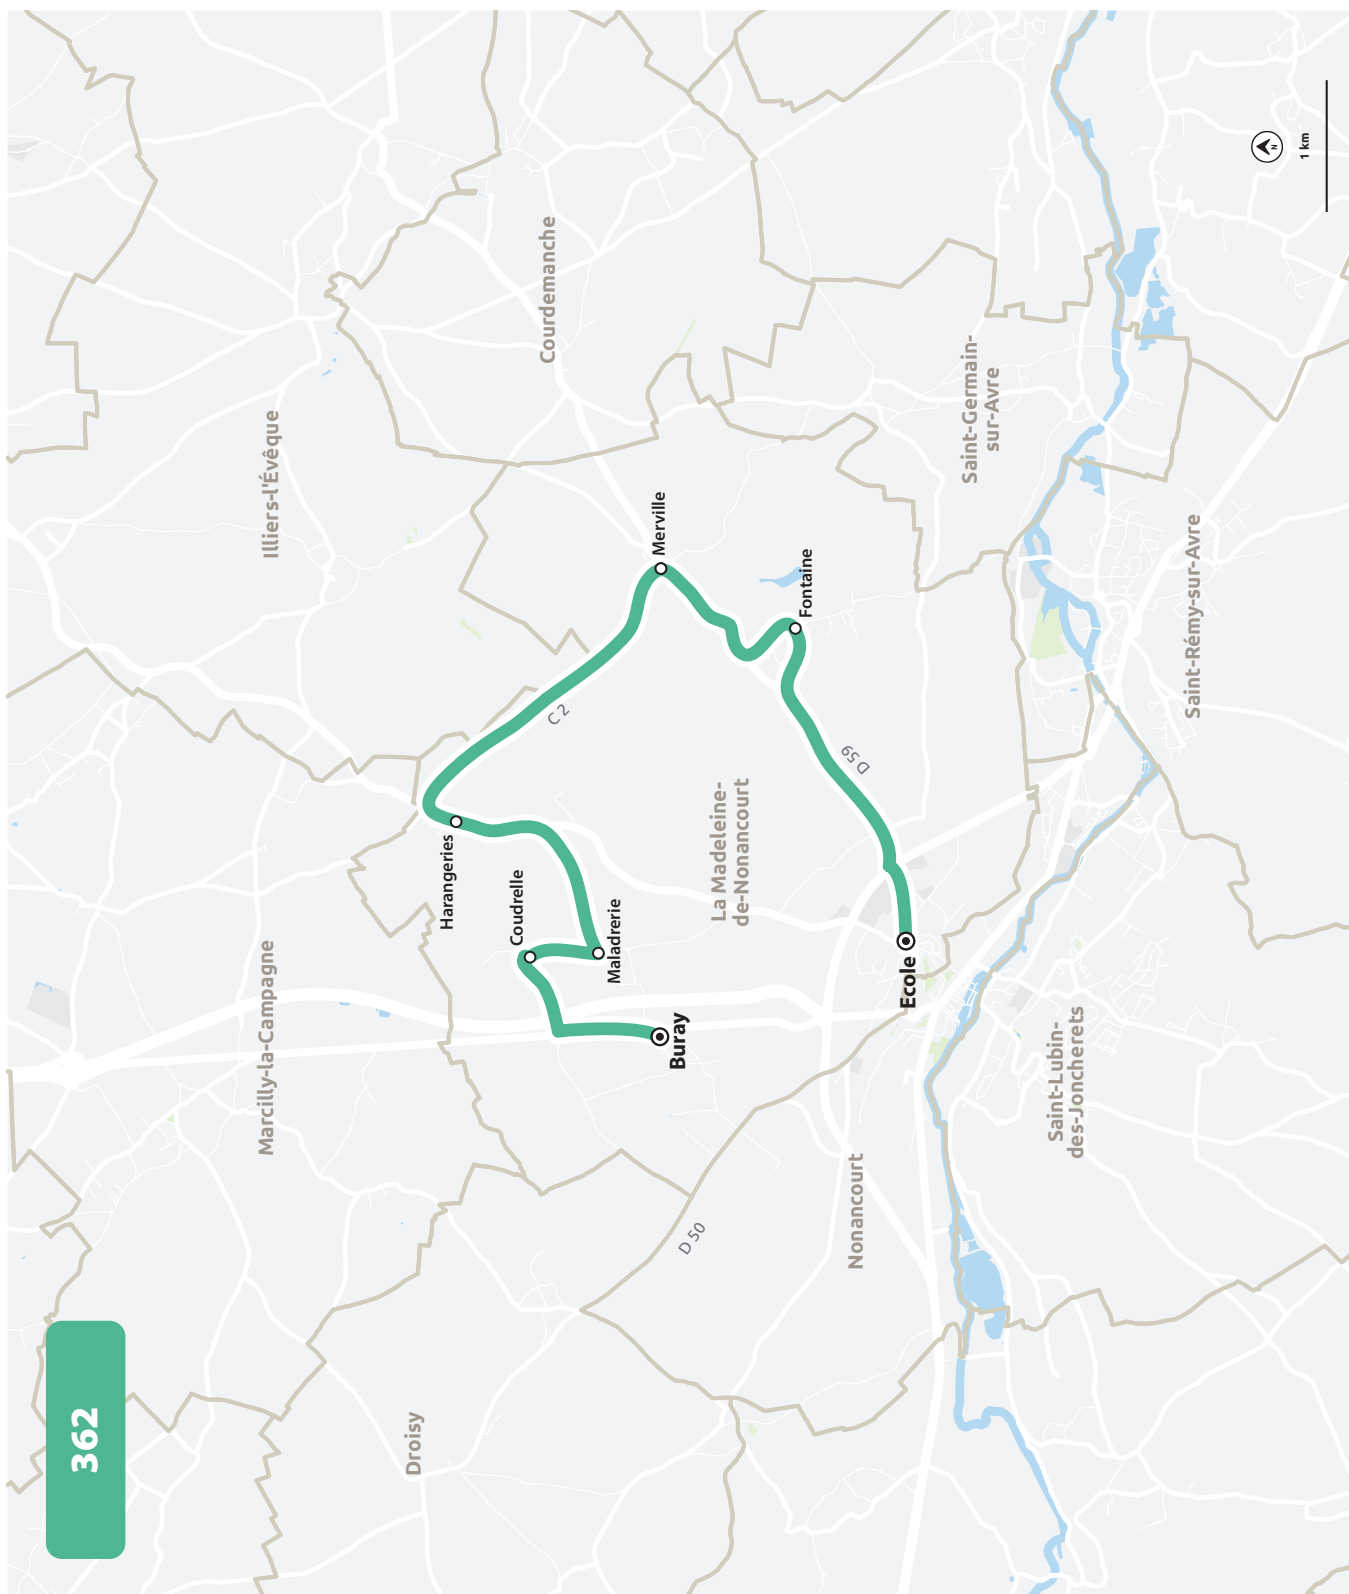 362
Droisy
Marcilly-la-Campagne
Illiers-l'Évêque
Courdemanche
Harangeries
Coudrelle
Maladrerie
Buray
Merville
C 2
Fontaine
D 59
La Madeleine-
de-Nonancourt
Ecole
D 50
Nonancourt
Saint-Germain-
sur-Avre
Saint-Lubin-
des-Joncherets
Saint-Rémy-sur-Avre
N
1 km